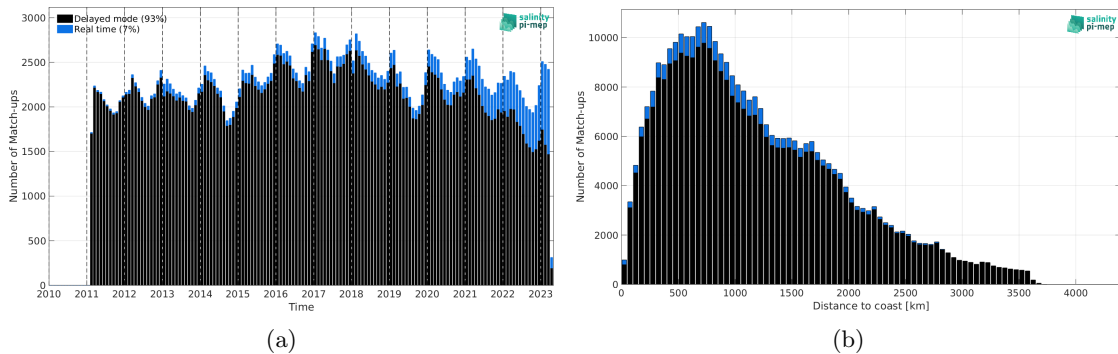 Delayed mode (93%)
Real time (7%)
salinity
pi-mep
Number of Match-ups
3000
2500
2000
1500
1000
500
0
2010 2011 2012 2013 2014 2015 2016 2017 2018 2019 2020 2021 2022 2023
Time
(a)
salinity
pi-mep
Number of Match-ups
10000
8000
6000
4000
2000
0
0 500 1000 1500 2000 2500 3000 3500 4000
Distance to coast [km]
(b)